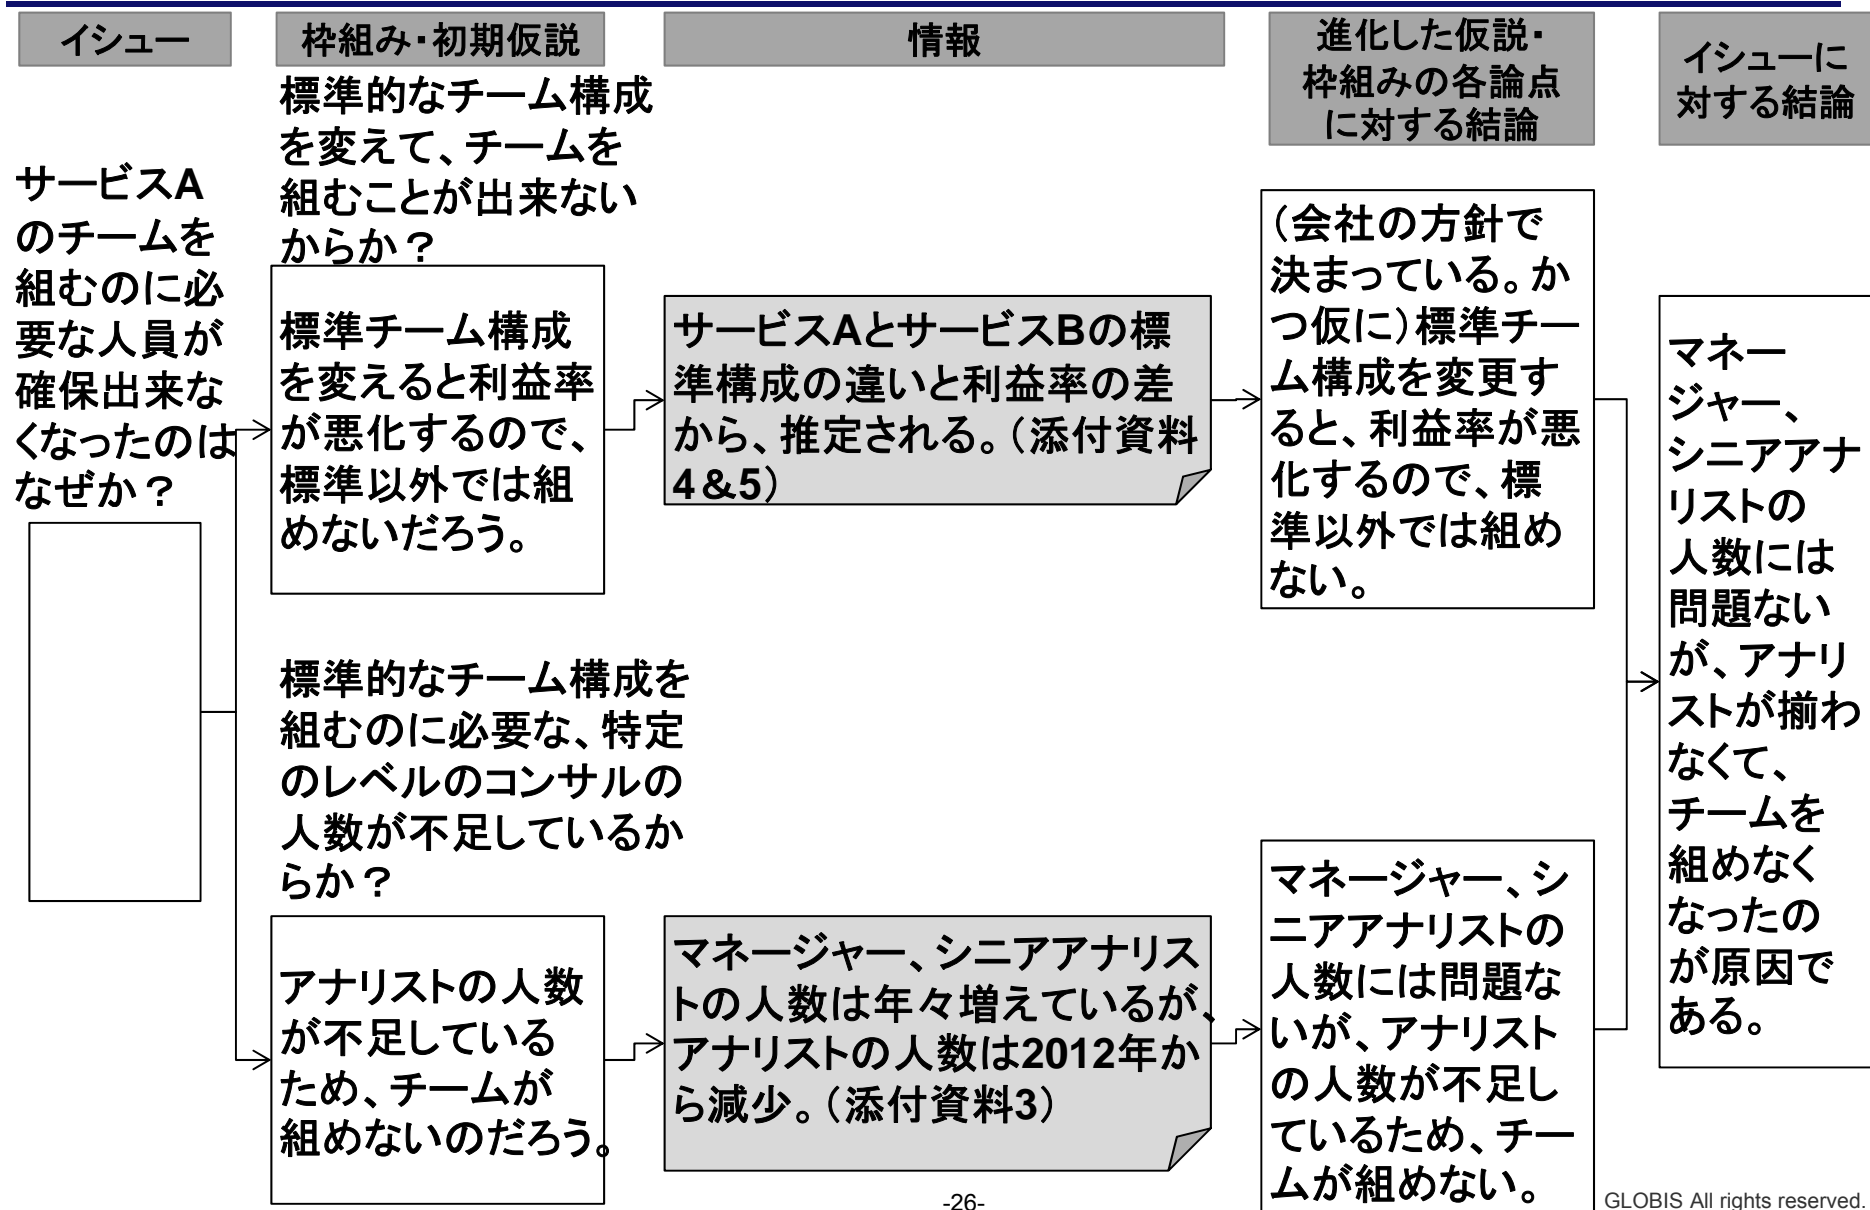 イシュー
枠組み・初期仮説
情報
進化した仮説・
枠組みの各論点
に対する結論
イシューに
対する結論
サービスA
のチームを
組むのに必
要な人員が
確保出来な
くなったのは
なぜか？
標準的なチーム構成
を変えて、チームを
組むことが出来ない
からか？
標準チーム構成
を変えると利益率
が悪化するので、
標準以外では組
めないだろう。
サービスAとサービスBの標
準構成の違いと利益率の差
から、推定される。（添付資料
4＆5）
（会社の方針で
決まっている。か
つ仮に）標準チー
ム構成を変更す
ると、利益率が悪
化するので、標
準以外では組め
ない。
標準的なチーム構成を
組むのに必要な、特定
のレベルのコンサルの
人数が不足しているか
らか？
アナリストの人数
が不足している
ため、チームが
組めないのだろう。
マネージャー、シニアアナリス
トの人数は年々増えているが、
アナリストの人数は2012年か
ら減少。（添付資料3）
マネージャー、シ
ニアアナリストの
人数には問題な
いが、アナリスト
の人数が不足し
ているため、チー
ムが組めない。
マネー
ジャー、
シニアアナ
リストの
人数には
問題ない
が、アナリ
ストが揃わ
なくて、
チームを
組めなく
なったの
が原因で
ある。
-26-
GLOBIS All rights reserved.